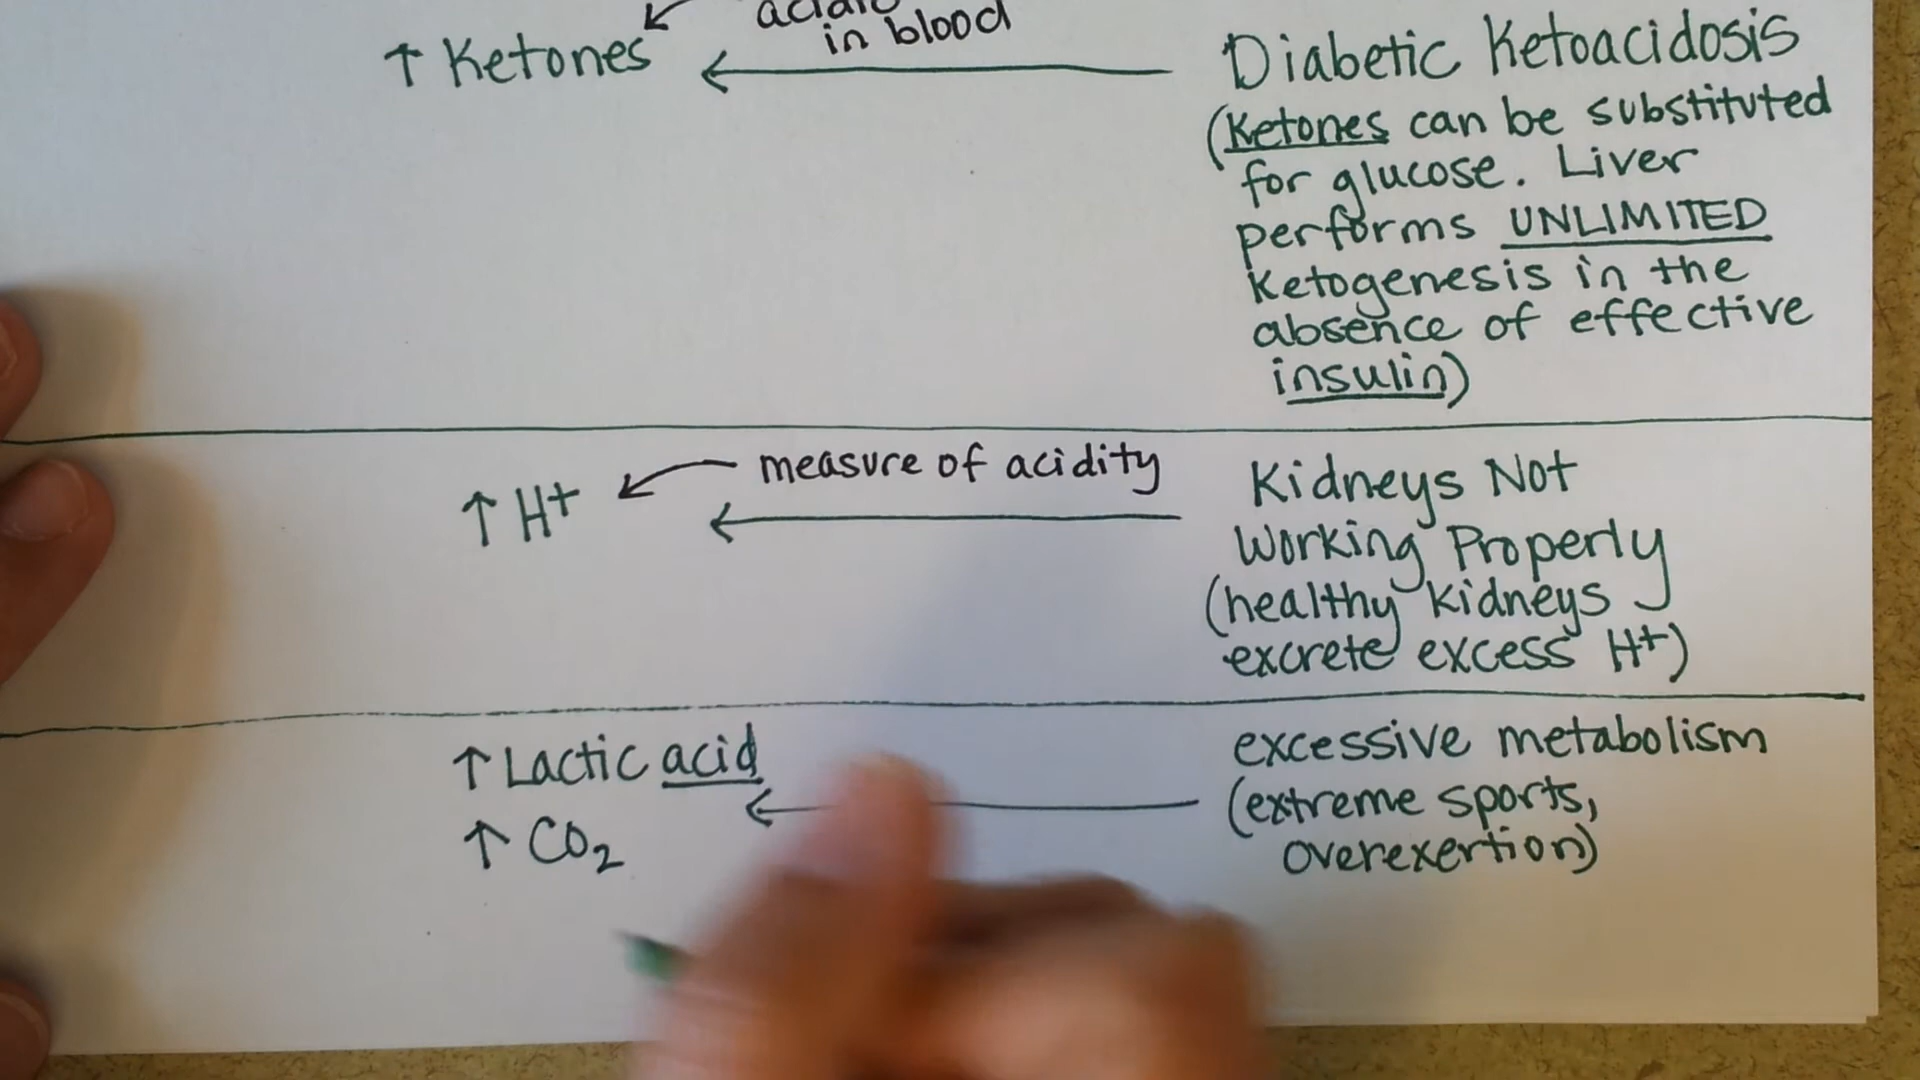 in blood
↑ Ketones
Diabetic Ketoacidosis
(Ketones can be substituted
for glucose. Liver
performs UNLIMITED
Ketogenesis in the
absence of effective
insulin)
measure of acidity
↑ H+
Kidneys Not
Working Properly
(healthy kidneys
excrete excess H+)
↑ Lactic acid
↑ CO2
excessive metabolism
(extreme sports,
overexertion)